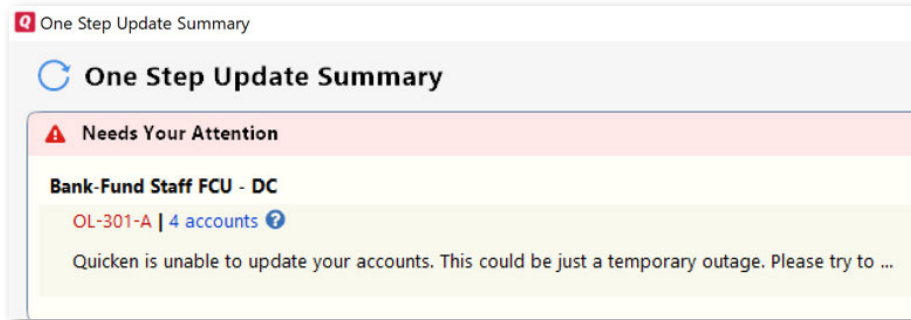 One Step Update Summary
One Step Update Summary
Needs Your Attention
Bank-Fund Staff FCU - DC
OL-301-A | 4 accounts ?
Quicken is unable to update your accounts. This could be just a temporary outage. Please try to ...